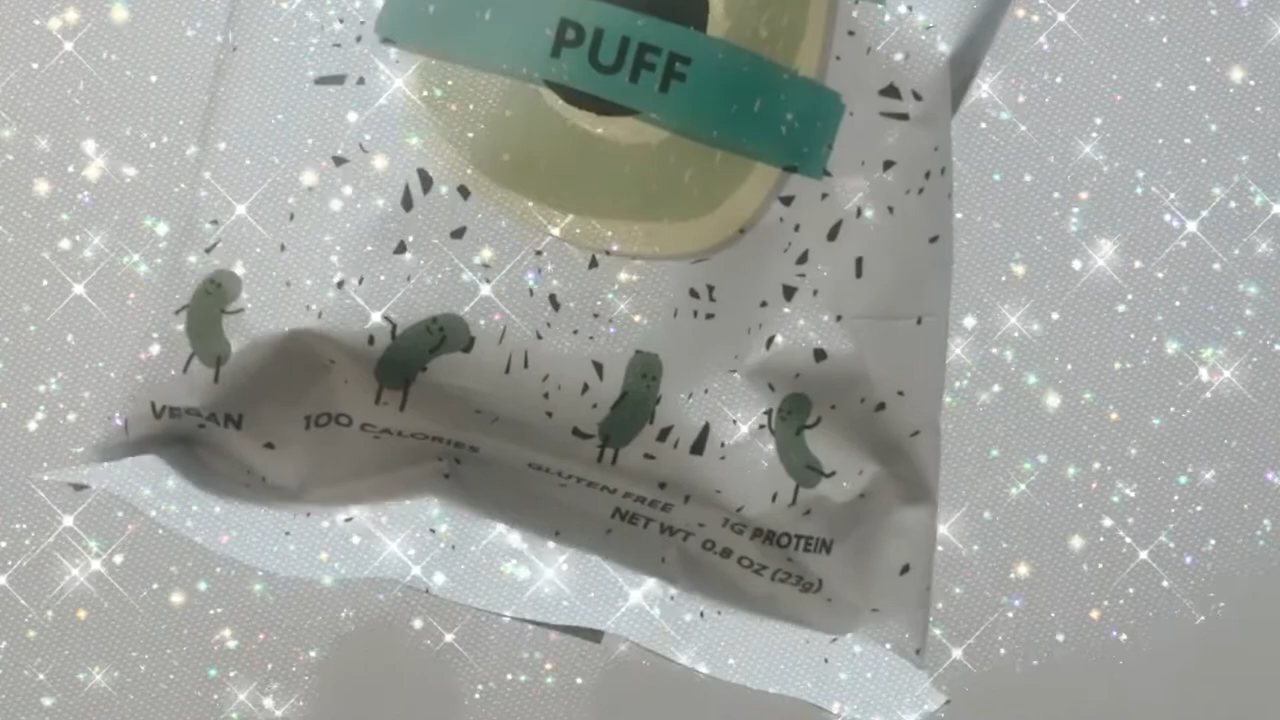 PUFF
VEGAN
100 CALORIES
GLUTEN FREE
1G PROTEIN
NET WT 0.8 OZ (23g)